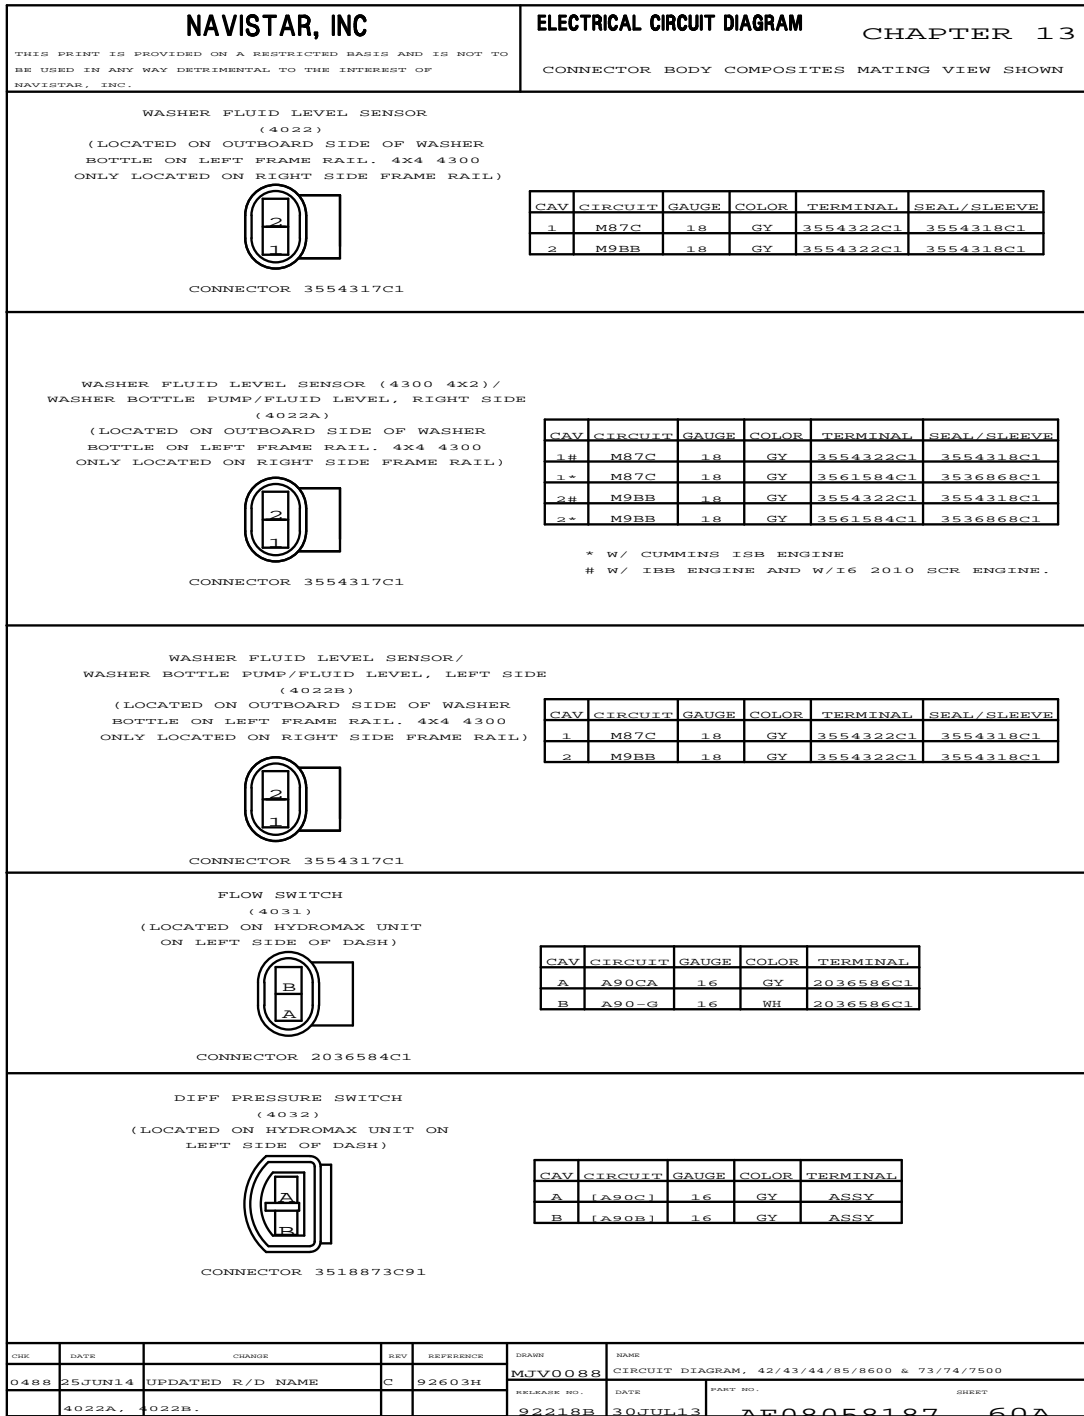 NAVISTAR, INC
THIS PRINT IS PROVIDED ON A RESTRICTED BASIS AND IS NOT TO
BE USED IN ANY WAY DETRIMENTAL TO THE INTEREST OF
NAVISTAR, INC.
ELECTRICAL CIRCUIT DIAGRAM
CHAPTER 13
CONNECTOR BODY COMPOSITES MATING VIEW SHOWN
WASHER FLUID LEVEL SENSOR
(4022)
(LOCATED ON OUTBOARD SIDE OF WASHER
BOTTLE ON LEFT FRAME RAIL. 4X4 4300
ONLY LOCATED ON RIGHT SIDE FRAME RAIL)
2
1
CONNECTOR 3554317C1
CAV CIRCUIT GAUGE COLOR TERMINAL SEAL/SLEEVE
1 M87C 18 GY 3554322C1 3554318C1
2 M9BB 18 GY 3554322C1 3554318C1
WASHER FLUID LEVEL SENSOR (4300 4X2)/
WASHER BOTTLE PUMP/FLUID LEVEL, RIGHT SIDE
(4022A)
(LOCATED ON OUTBOARD SIDE OF WASHER
BOTTLE ON LEFT FRAME RAIL. 4X4 4300
ONLY LOCATED ON RIGHT SIDE FRAME RAIL)
2
1
CONNECTOR 3554317C1
CAV CIRCUIT GAUGE COLOR TERMINAL SEAL/SLEEVE
1# M87C 18 GY 3554322C1 3554318C1
1* M87C 18 GY 3561584C1 3536868C1
2# M9BB 18 GY 3554322C1 3554318C1
2* M9BB 18 GY 3561584C1 3536868C1
* W/ CUMMINS ISB ENGINE
# W/ IBB ENGINE AND W/I6 2010 SCR ENGINE.
WASHER FLUID LEVEL SENSOR/
WASHER BOTTLE PUMP/FLUID LEVEL, LEFT SIDE
(4022B)
(LOCATED ON OUTBOARD SIDE OF WASHER
BOTTLE ON LEFT FRAME RAIL. 4X4 4300
ONLY LOCATED ON RIGHT SIDE FRAME RAIL)
2
1
CONNECTOR 3554317C1
CAV CIRCUIT GAUGE COLOR TERMINAL SEAL/SLEEVE
1 M87C 18 GY 3554322C1 3554318C1
2 M9BB 18 GY 3554322C1 3554318C1
FLOW SWITCH
(4031)
(LOCATED ON HYDROMAX UNIT
ON LEFT SIDE OF DASH)
B
A
CONNECTOR 2036584C1
CAV CIRCUIT GAUGE COLOR TERMINAL
A A90CA 16 GY 2036586C1
B A90-G 16 WH 2036586C1
DIFF PRESSURE SWITCH
(4032)
(LOCATED ON HYDROMAX UNIT ON
LEFT SIDE OF DASH)
A
B
CONNECTOR 3518873C91
CAV CIRCUIT GAUGE COLOR TERMINAL
A [A90C] 16 GY ASSY
B [A90B] 16 GY ASSY
CHK DATE CHANGE REV REFERENCE
0488 25JUN14 UPDATED R/D NAME C 92603H
4022A, 4022B.
DRAWN MJV0088
NAME
CIRCUIT DIAGRAM, 42/43/44/85/8600 & 73/74/7500
RELEASE NO. DATE PART NO. SHEET
92218B 30JUL13 AE08058187 60A